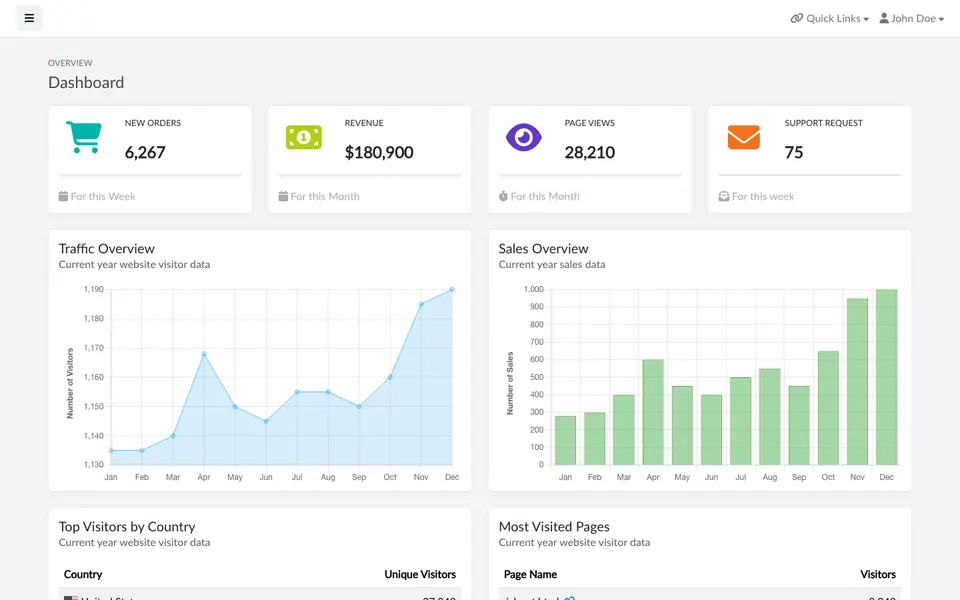 Quick Links
John Doe
OVERVIEW
Dashboard
NEW ORDERS
6,267
For this Week
REVENUE
$180,900
For this Month
PAGE VIEWS
28,210
For this Month
SUPPORT REQUEST
75
For this week
Traffic Overview
Current year website visitor data
Number of Visitors
1,190
1,180
1,170
1,160
1,150
1,140
1,130
Jan Feb Mar Apr May Jun Jul Aug Sep Oct Nov Dec
Sales Overview
Current year sales data
Number of Sales
1,000
900
800
700
600
500
400
300
200
100
0
Jan Feb Mar Apr May Jun Jul Aug Sep Oct Nov Dec
Top Visitors by Country
Current year website visitor data
Country Unique Visitors
Most Visited Pages
Current year website visitor data
Page Name Visitors